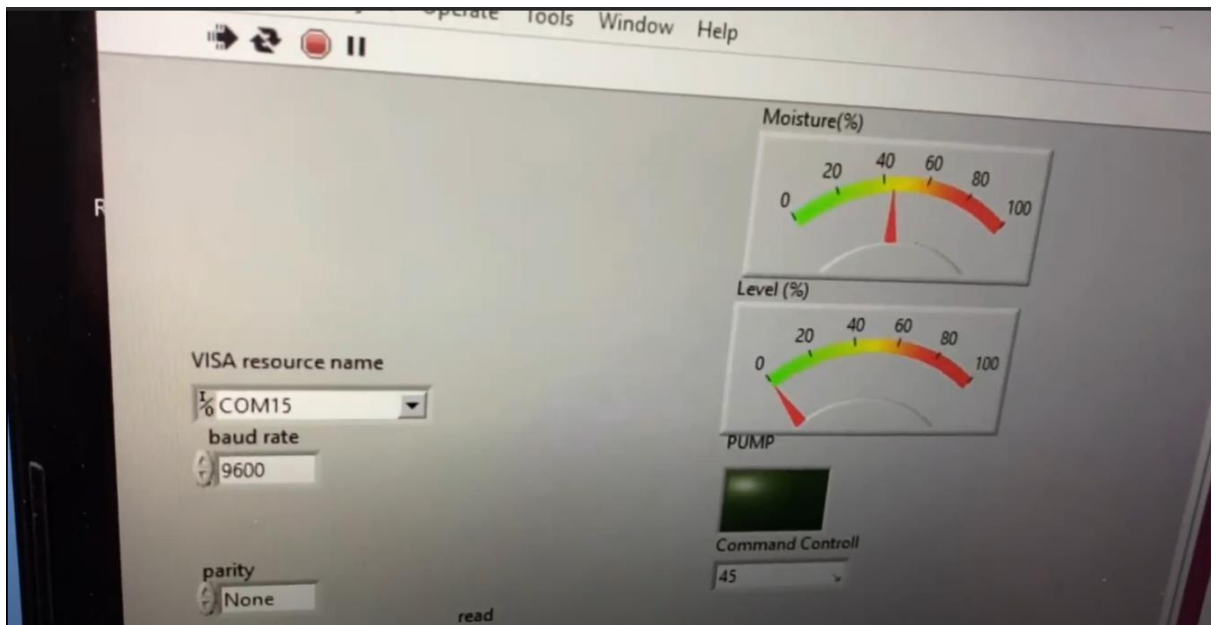 Operate Tools Window Help
Moisture(%)
0 20 40 60 80 100
Level (%)
0 20 40 60 80 100
VISA resource name
I/O COM15
baud rate
9600
PUMP
Command Controll
45
parity
None
read
R